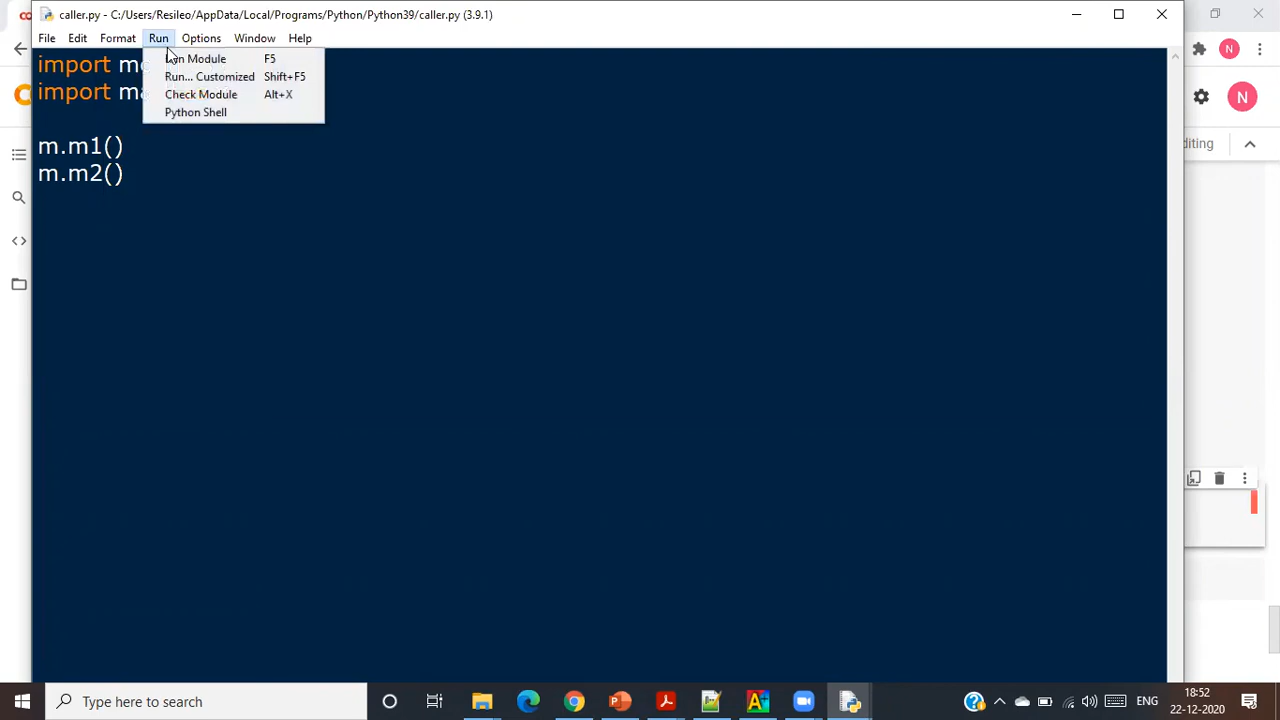 caller.py - C:/Users/Resileo/AppData/Local/Programs/Python/Python39/caller.py (3.9.1)
File Edit Format Run Options Window Help
Module F5
Run... Customized Shift+F5
Check Module Alt+X
Python Shell
import
import
m.m1()
m.m2()
N
N
Type here to search
ENG
18:52
22-12-2020